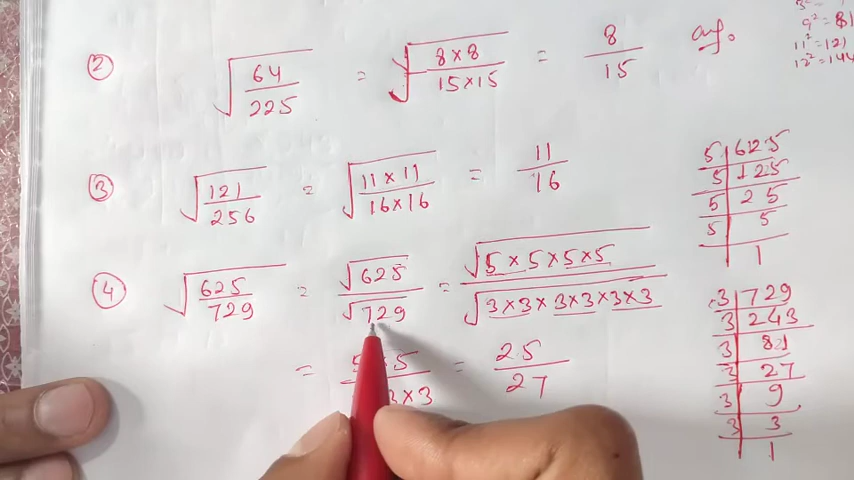 ② √(64/225) = √(8×8/15×15) = 8/15 ans.
9² = 81
11² = 121
12² = 144
③ √(121/256) = √(11×11/16×16) = 11/16
④ √(625/729) = √625/√729 = √(5×5×5×5)/√(3×3×3×3×3×3)
= 25/27
5 | 625
5 | 125
5 | 25
5 | 5
1
3 | 729
3 | 243
3 | 81
3 | 27
3 | 9
3 | 3
1